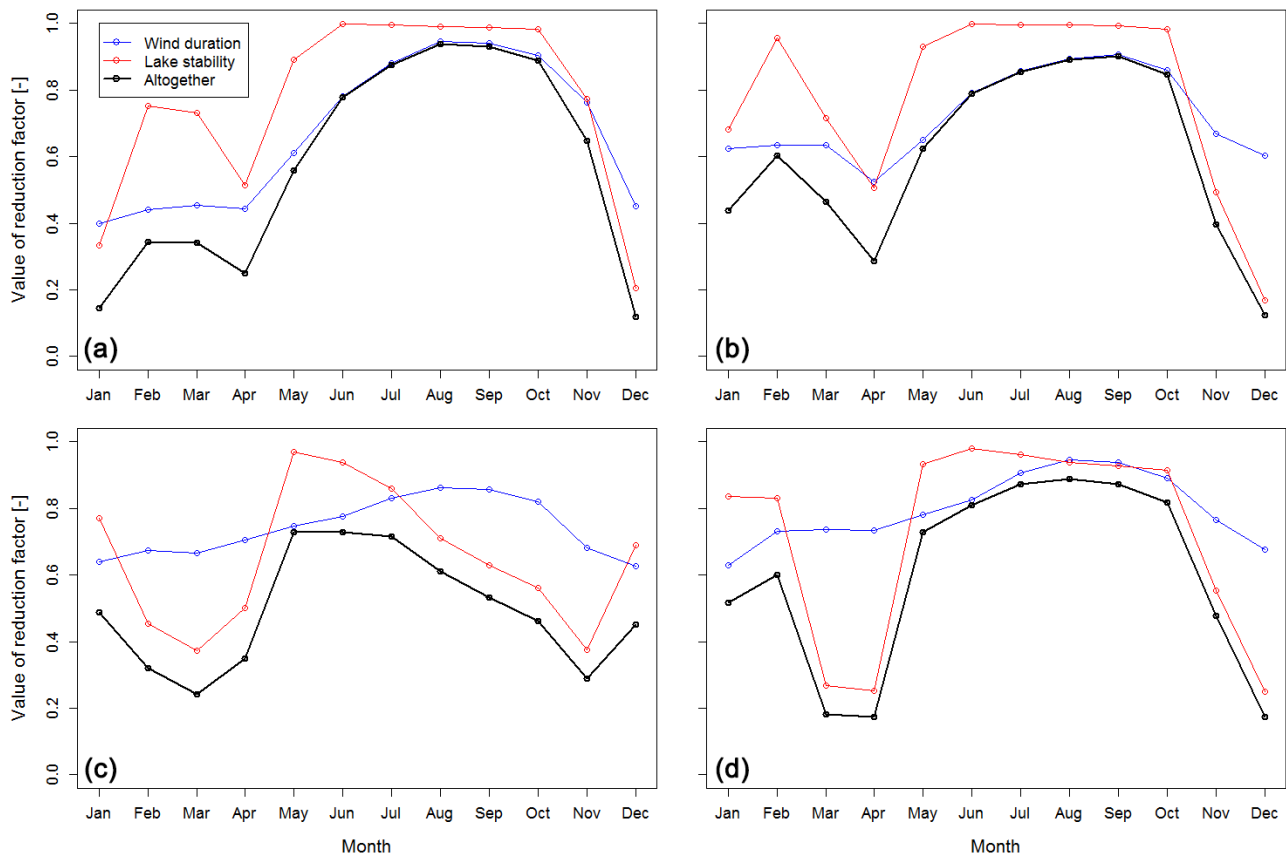 Value of reduction factor [-]
1.0
0.8
0.6
0.4
0.2
0.0
Wind duration
Lake stability
Altogether
(a)
Jan Feb Mar Apr May Jun Jul Aug Sep Oct Nov Dec
(b)
Jan Feb Mar Apr May Jun Jul Aug Sep Oct Nov Dec
Value of reduction factor [-]
1.0
0.8
0.6
0.4
0.2
0.0
(c)
Jan Feb Mar Apr May Jun Jul Aug Sep Oct Nov Dec
Month
(d)
Jan Feb Mar Apr May Jun Jul Aug Sep Oct Nov Dec
Month